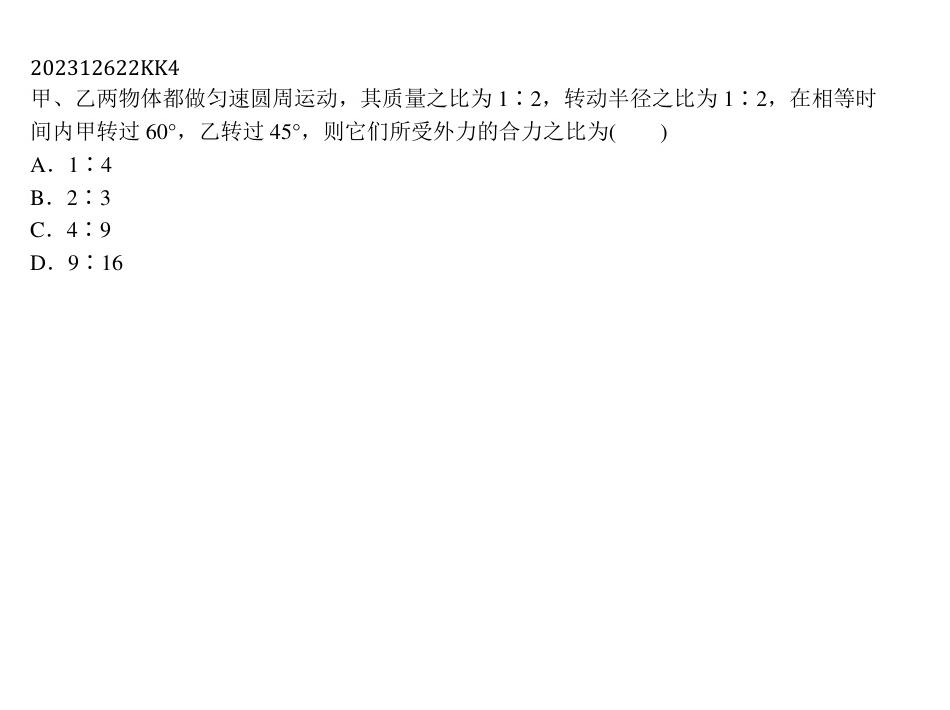 202312622KK4
甲、乙两物体都做匀速圆周运动，其质量之比为 1∶2，转动半径之比为 1∶2，在相等时
间内甲转过 60°，乙转过 45°，则它们所受外力的合力之比为(　　)
A．1∶4
B．2∶3
C．4∶9
D．9∶16